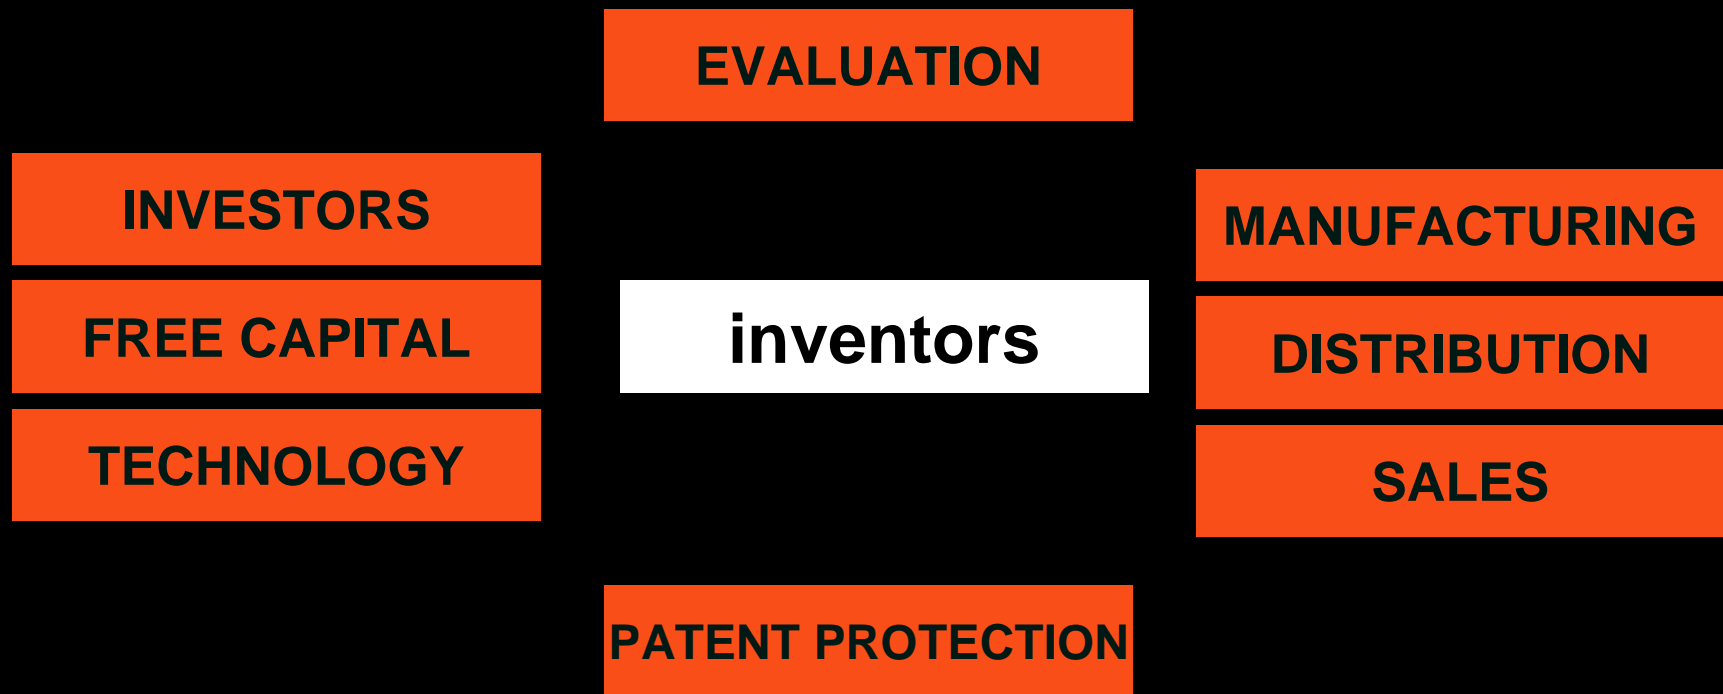 EVALUATION
INVESTORS
FREE CAPITAL
TECHNOLOGY
inventors
MANUFACTURING
DISTRIBUTION
SALES
PATENT PROTECTION